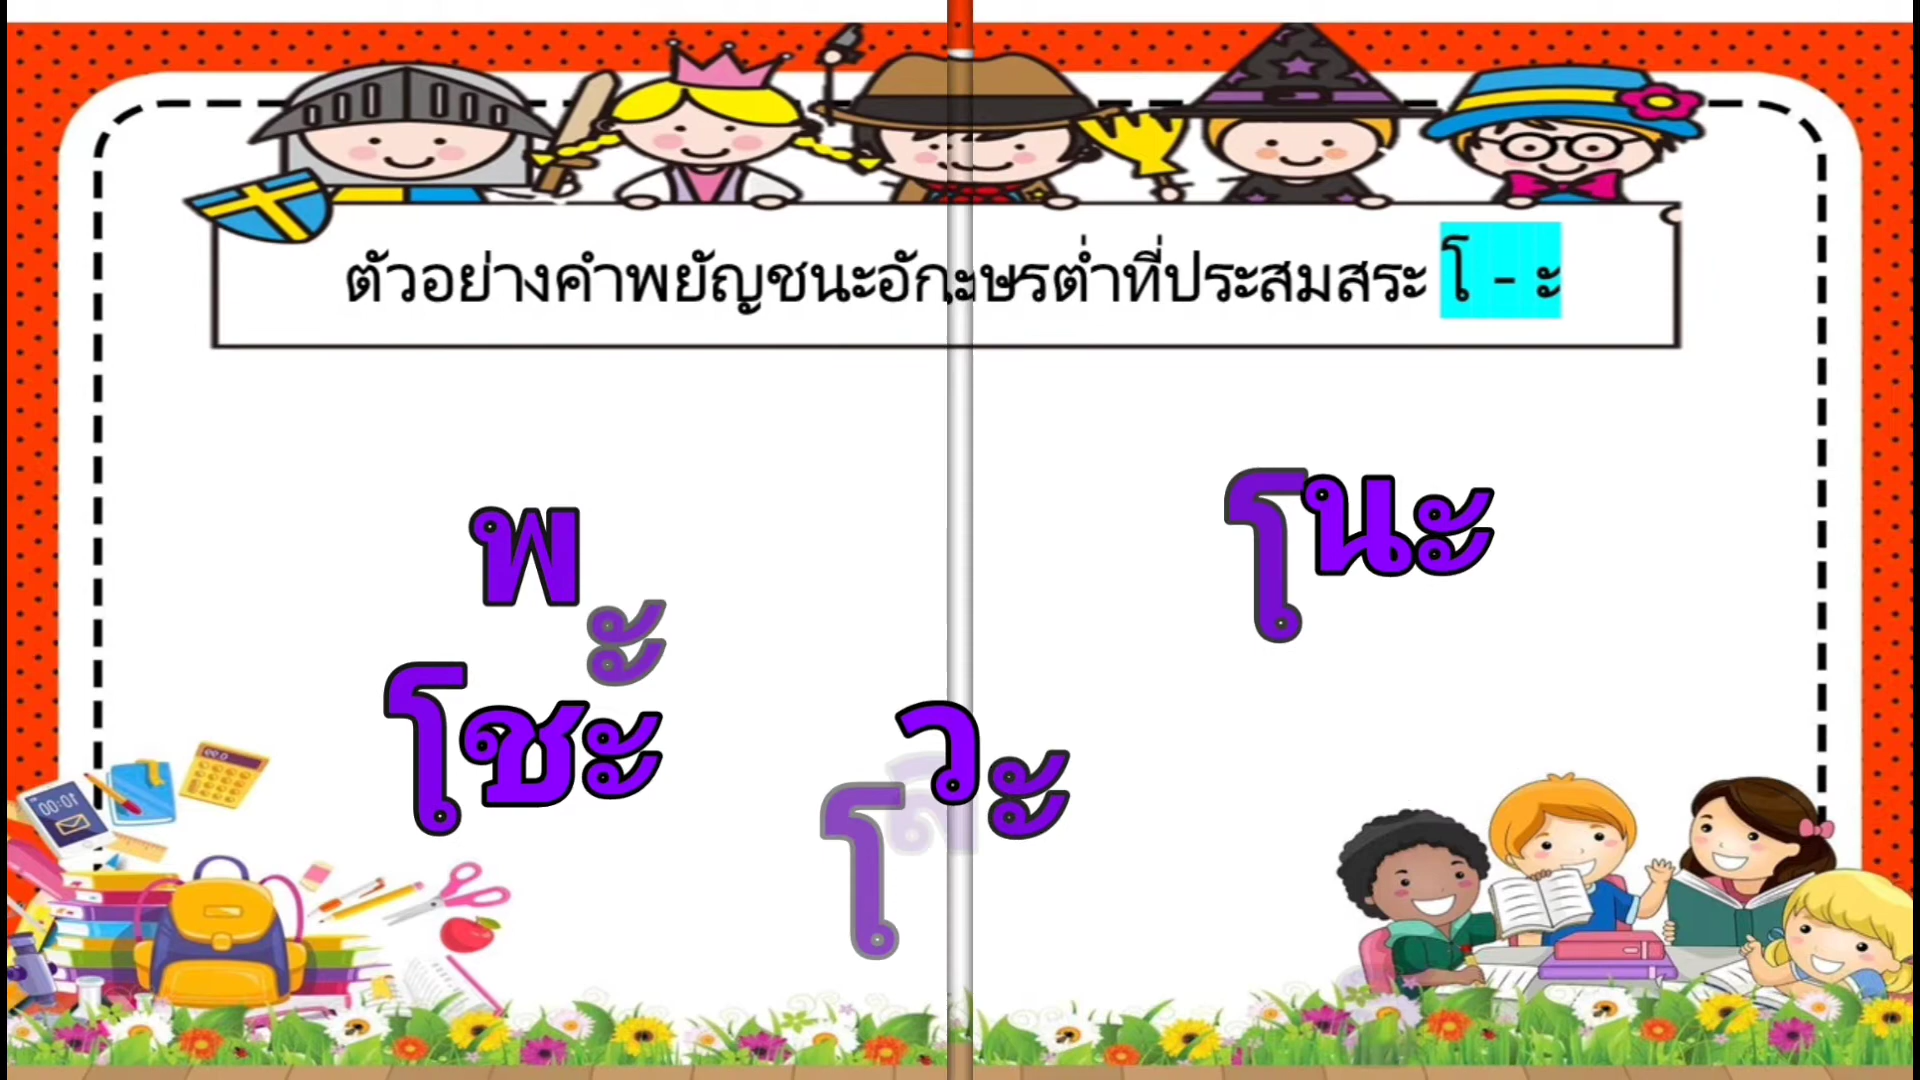 ตัวอย่างคำพยัญชนะอักษรต่ำที่ประสมสระ โ - ะ
โนะ
พะ
โชะ
โวะ